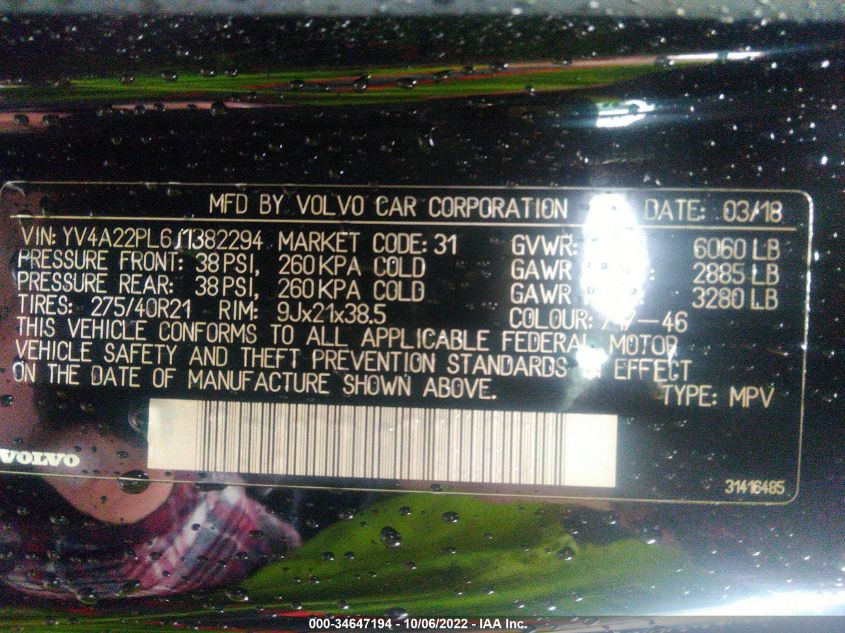 MFD BY VOLVO CAR CORPORATION DATE: 03/18
VIN: YV4A22PL6J1382294 MARKET CODE: 31 GVWR: 6060 LB
PRESSURE FRONT: 38 PSI, 260 KPA COLD GAWR 2885 LB
PRESSURE REAR: 38 PSI, 260 KPA COLD GAWR 3280 LB
TIRES: 275/40R21 RIM: 9Jx21x38.5 COLOUR: -46
THIS VEHICLE CONFORMS TO ALL APPLICABLE FEDERAL MOTOR
VEHICLE SAFETY AND THEFT PREVENTION STANDARDS EFFECT
ON THE DATE OF MANUFACTURE SHOWN ABOVE. TYPE: MPV
VOLVO
31416485
000-34647194 - 10/06/2022 - IAA Inc.